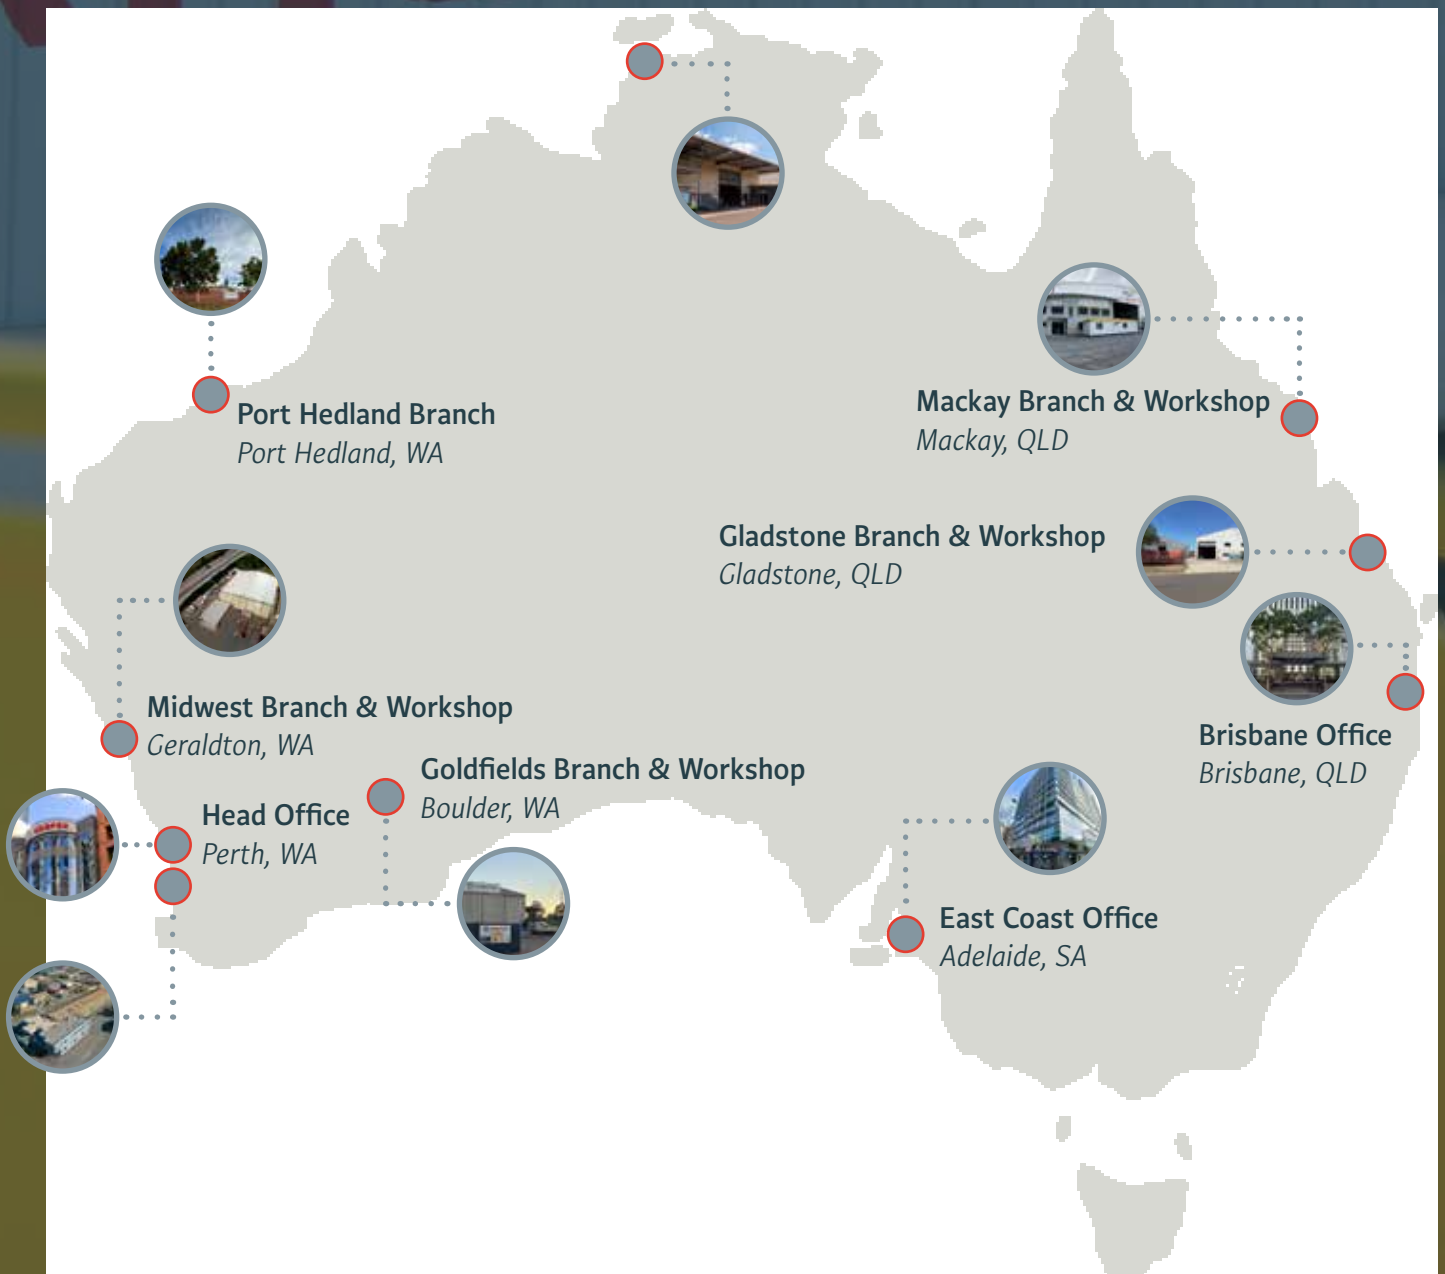 Port Hedland Branch
Port Hedland, WA
Mackay Branch & Workshop
Mackay, QLD
Gladstone Branch & Workshop
Gladstone, QLD
Midwest Branch & Workshop
Geraldton, WA
Brisbane Office
Brisbane, QLD
Goldfields Branch & Workshop
Boulder, WA
Head Office
Perth, WA
East Coast Office
Adelaide, SA